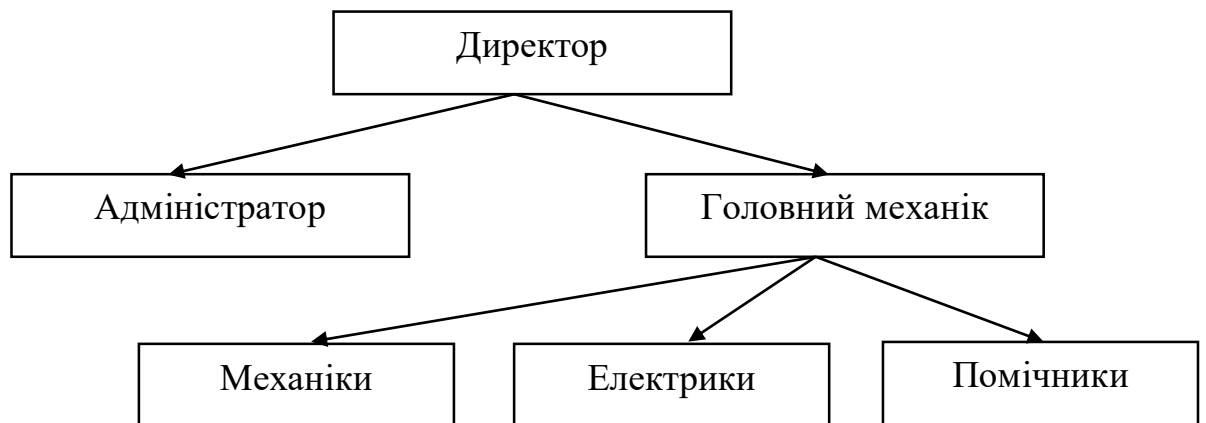 Директор
Адміністратор
Головний механік
Механіки
Електрики
Помічники